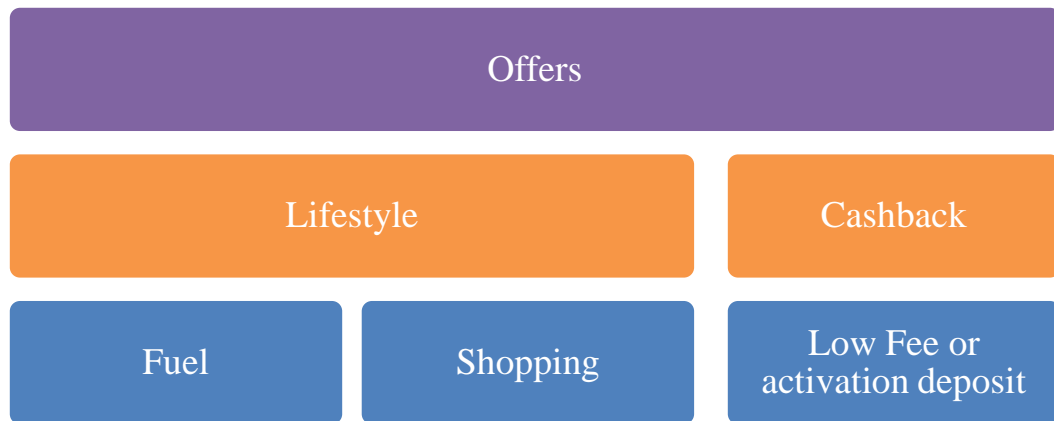 Offers
Lifestyle
Cashback
Fuel
Shopping
Low Fee or
activation deposit